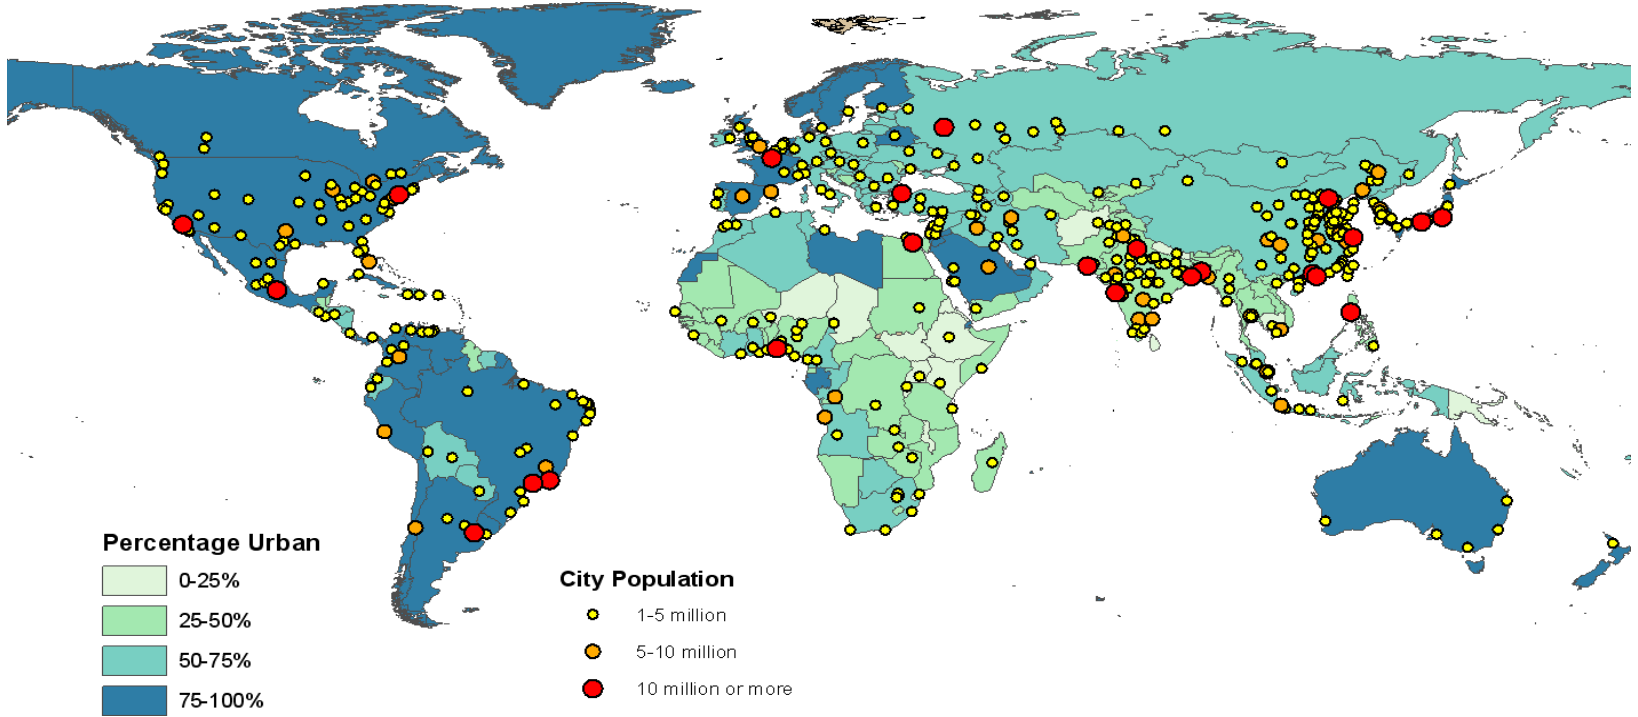 Percentage Urban
0-25%
25-50%
50-75%
75-100%
City Population
1-5 million
5-10 million
10 million or more